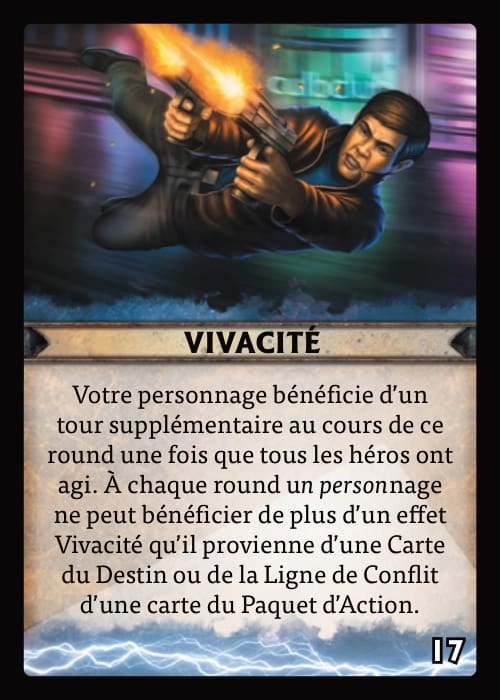 VIVACITÉ
Votre personnage bénéficie d'un
tour supplémentaire au cours de ce
round une fois que tous les héros ont
agi. À chaque round un personnage
ne peut bénéficier de plus d'un effet
Vivacité qu'il provienne d'une Carte
du Destin ou de la Ligne de Conflit
d'une carte du Paquet d'Action.
17